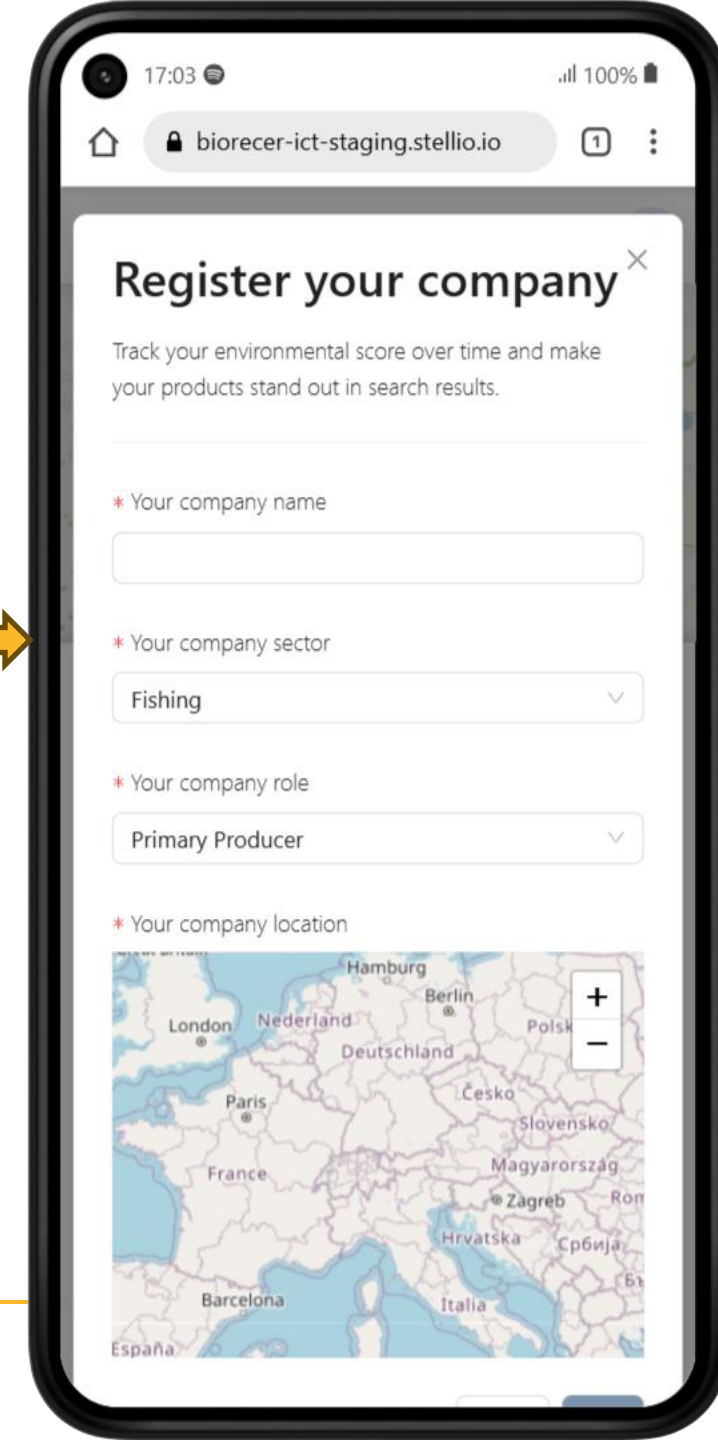 17:03
100%
biorecer-ict-staging.stellio.io
1
Register your company
Track your environmental score over time and make
your products stand out in search results.
* Your company name
* Your company sector
Fishing
* Your company role
Primary Producer
* Your company location
Hamburg
Berlin
+
London
Nederland
Polsk
−
Deutschland
Paris
Česko
Slovensko
France
Magyarország
Zagreb
Rom
Hrvatska
Србија
Barcelona
Italia
España